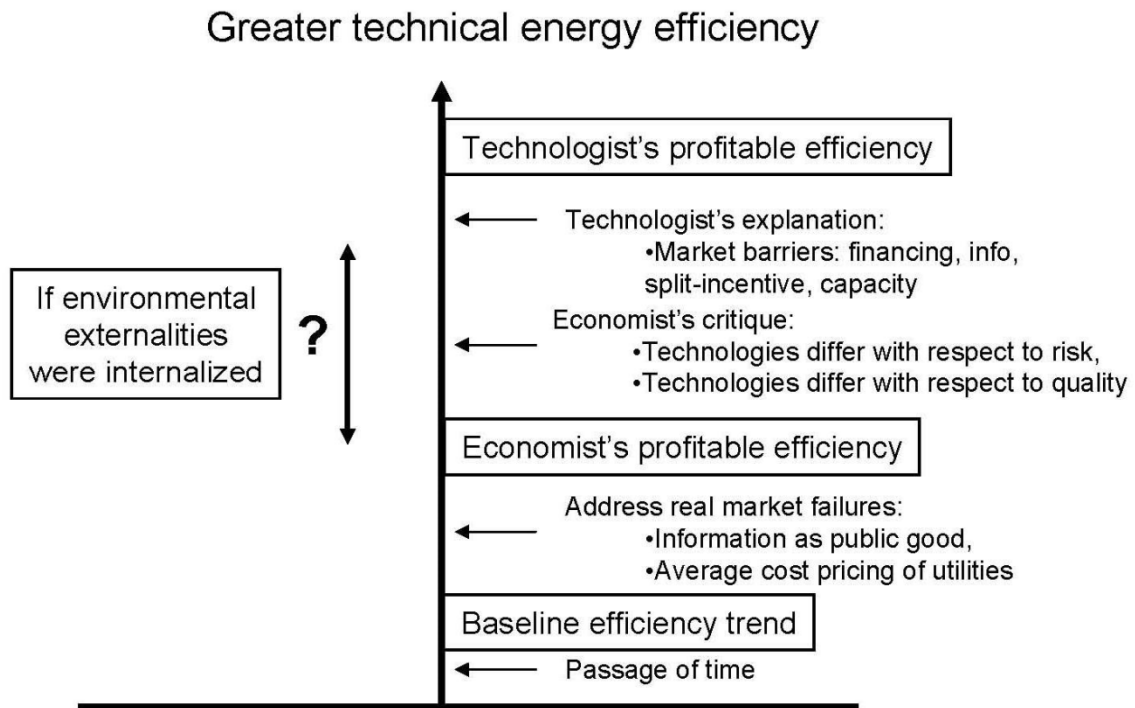 Greater technical energy efficiency
Technologist's profitable efficiency
Technologist's explanation:
•Market barriers: financing, info,
split-incentive, capacity
If environmental
externalities
were internalized
?
Economist's critique:
•Technologies differ with respect to risk,
•Technologies differ with respect to quality
Economist's profitable efficiency
Address real market failures:
•Information as public good,
•Average cost pricing of utilities
Baseline efficiency trend
Passage of time